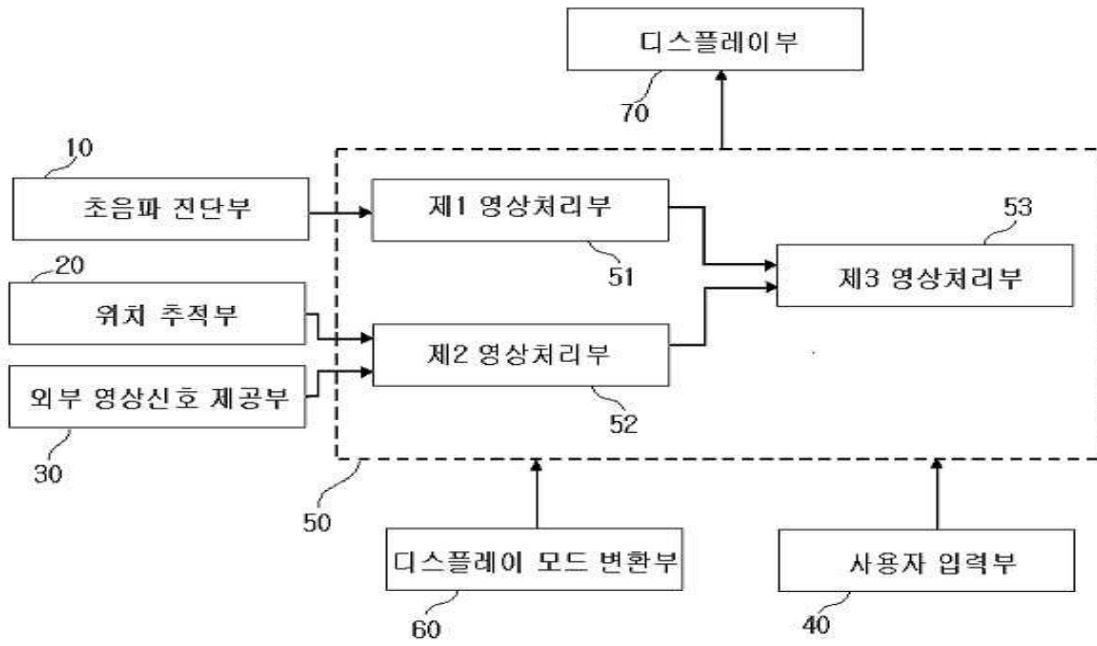 디스플레이부
70
10
초음파 진단부
제1 영상처리부
51
53
제3 영상처리부
20
위치 추적부
제2 영상처리부
52
외부 영상신호 제공부
30
50
디스플레이 모드 변환부
60
사용자 입력부
40